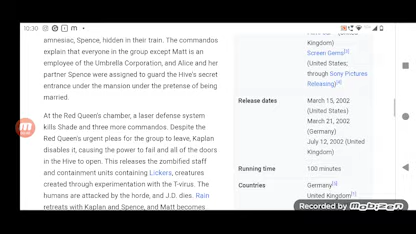 10:30
amnesiac, Spence, hidden in their train. The commandos
explain that everyone in the group except Matt is an
employee of the Umbrella Corporation, and Alice and her
partner Spence were assigned to guard the Hive's secret
entrance under the mansion under the pretense of being
married.
At the Red Queen's chamber, a laser defense system
kills Shade and three more commandos. Despite the
Red Queen's urgent pleas for the group to leave, Kaplan
disables it, causing the power to fail and all of the doors
in the Hive to open. This releases the zombified staff
and containment units containing Lickers, creatures
created through experimentation with the T-virus. The
humans are attacked by the horde, and J.D. dies. Rain
retreats with Kaplan and Spence, and Matt becomes
Kingdom)
Screen Gems[2]
(United States;
through Sony Pictures
Releasing)[4]
Release dates
March 15, 2002
(United States)
March 21, 2002
(Germany)
July 12, 2002 (United
Kingdom)
Running time
100 minutes
Countries
Germany[3]
United Kingdom[1]
Recorded by mobizen